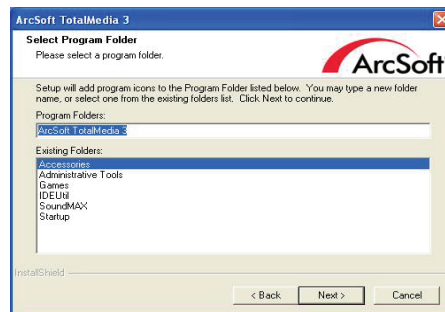 ArcSoft TotalMedia 3
Select Program Folder
Please select a program folder.
ArcSoft
Setup will add program icons to the Program Folder listed below. You may type a new folder
name, or select one from the existing folders list. Click Next to continue.
Program Folders:
ArcSoft TotalMedia 3
Existing Folders:
Accessories
Administrative Tools
Games
IDEUtil
SoundMAX
Startup
InstallShield
< Back
Next >
Cancel